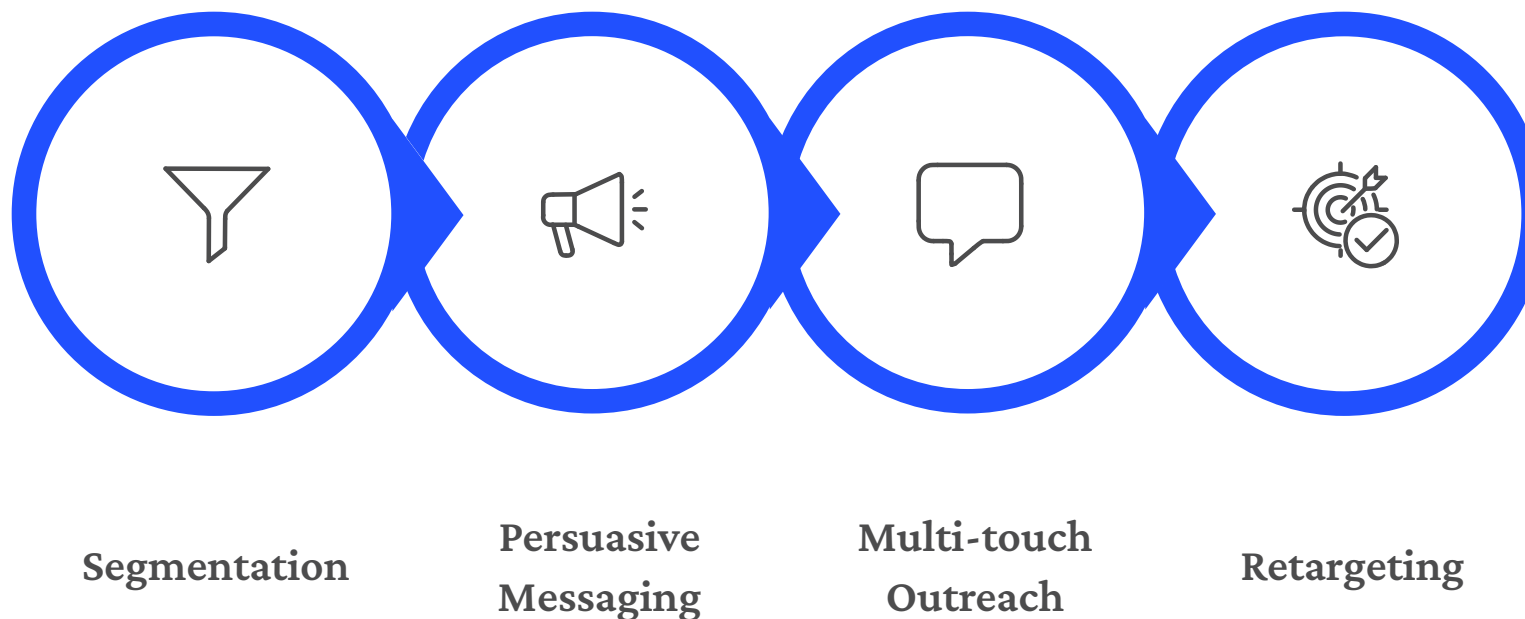 Segmentation
Persuasive
Messaging
Multi-touch
Outreach
Retargeting